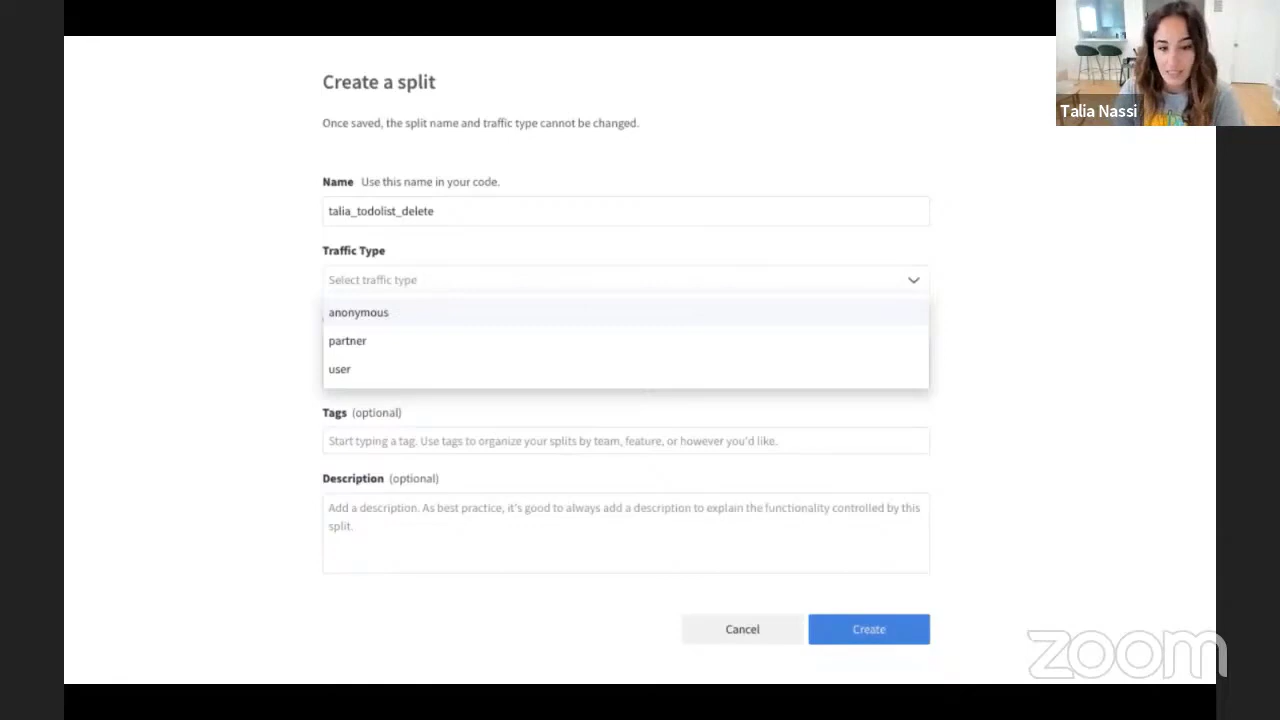 Create a split
Once saved, the split name and traffic type cannot be changed.
Name Use this name in your code.
talia_todolist_delete
Traffic Type
Select traffic type
anonymous
partner
user
Tags (optional)
Start typing a tag. Use tags to organize your splits by team, feature, or however you'd like.
Description (optional)
Add a description. As best practice, it's good to always add a description to explain the functionality controlled by this
split.
Cancel Create
Talia Nassi
zoom